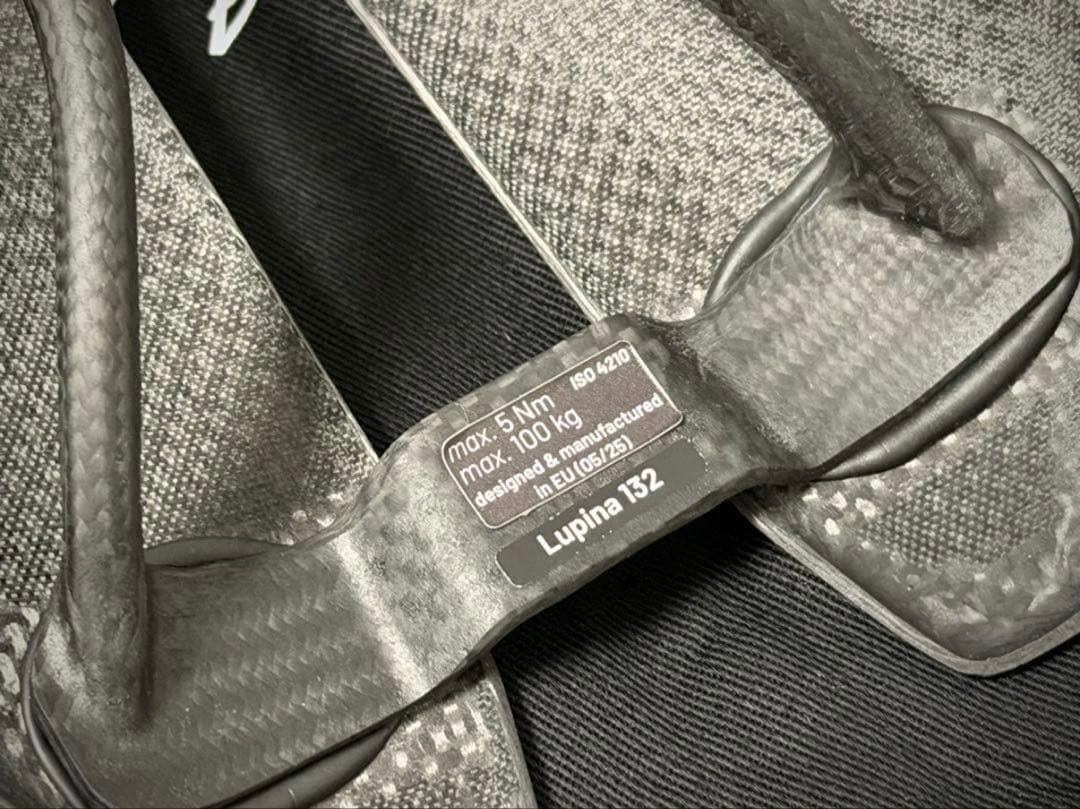 ISO 4210
max. 5 Nm
max. 100 kg
designed & manufactured
in EU (05/25)
Lupina 132